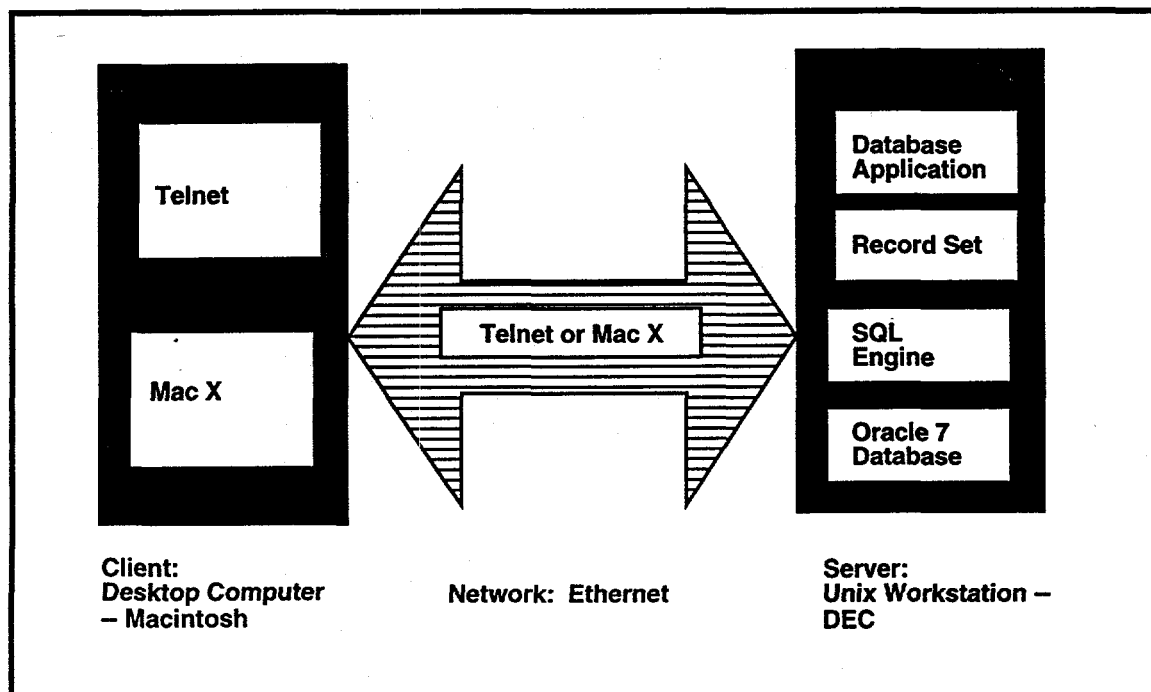 Telnet
Mac X
Telnet or Mac X
Database
Application
Record Set
SQL
Engine
Oracle 7
Database
Client:
Desktop Computer
– Macintosh
Network: Ethernet
Server:
Unix Workstation –
DEC